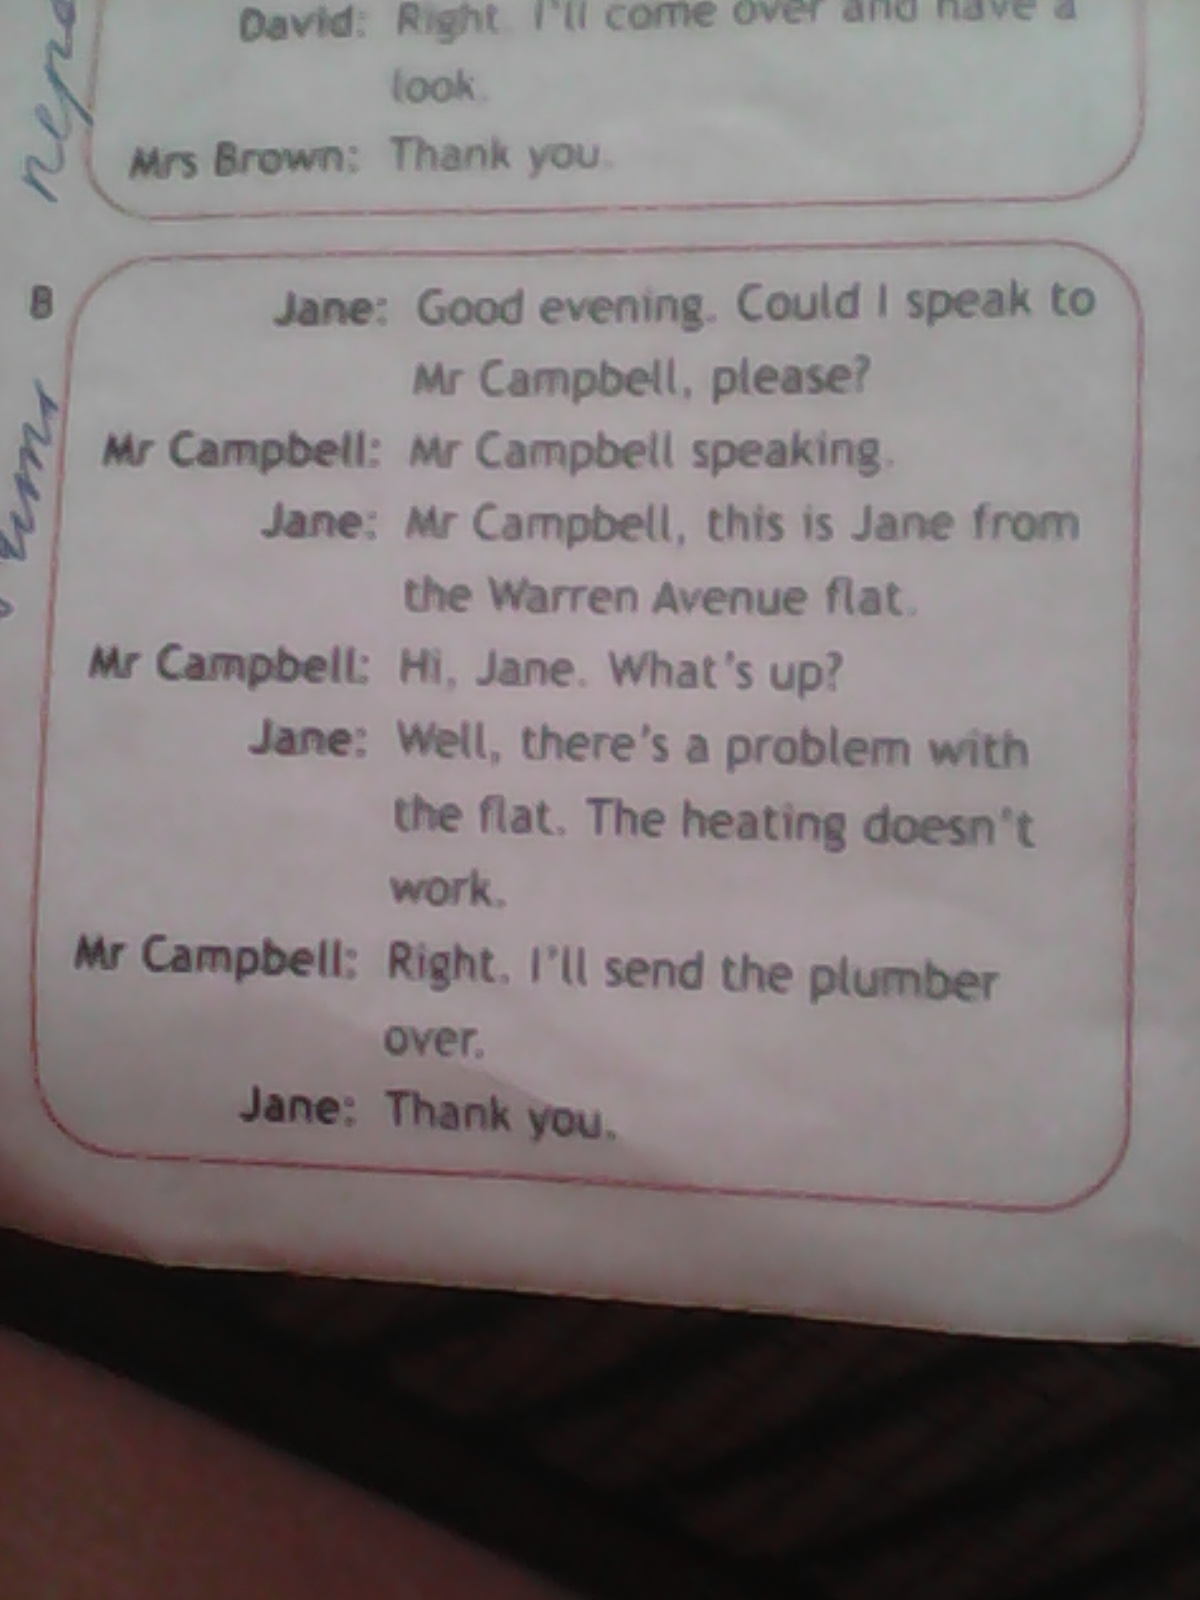 David: Right. I'll come over and have a
look.
Mrs Brown: Thank you.
B
Jane: Good evening. Could I speak to
Mr Campbell, please?
Mr Campbell: Mr Campbell speaking.
Jane: Mr Campbell, this is Jane from
the Warren Avenue flat.
Mr Campbell: Hi, Jane. What's up?
Jane: Well, there's a problem with
the flat. The heating doesn't
work.
Mr Campbell: Right. I'll send the plumber
over.
Jane: Thank you.